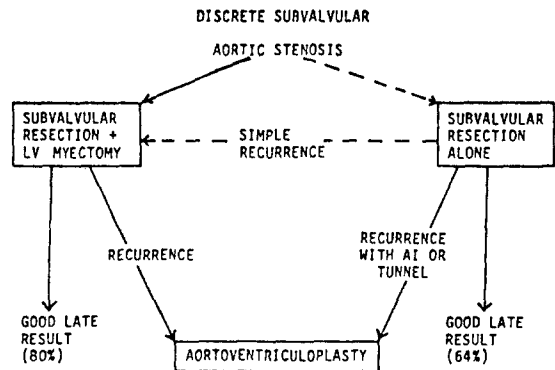 DISCRETE SUBVALVULAR
AORTIC STENOSIS
SUBVALVULAR
RESECTION +
LV MYECTOMY
SIMPLE
RECURRENCE
SUBVALVULAR
RESECTION
ALONE
RECURRENCE
RECURRENCE
WITH AI OR
TUNNEL
GOOD LATE
RESULT
(80%)
AORTOVENTRICULOPLASTY
GOOD LATE
RESULT
(64%)